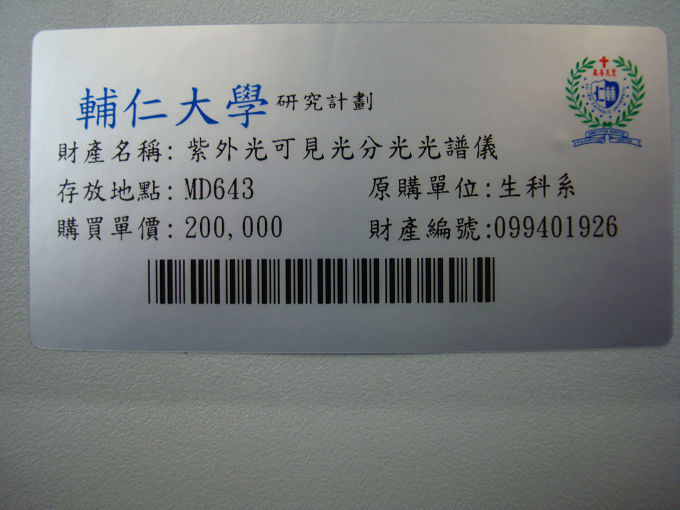 輔仁大學 研究計劃
財產名稱: 紫外光可見光分光光譜儀
存放地點: MD643 原購單位: 生科系
購買單價: 200,000 財產編號:099401926